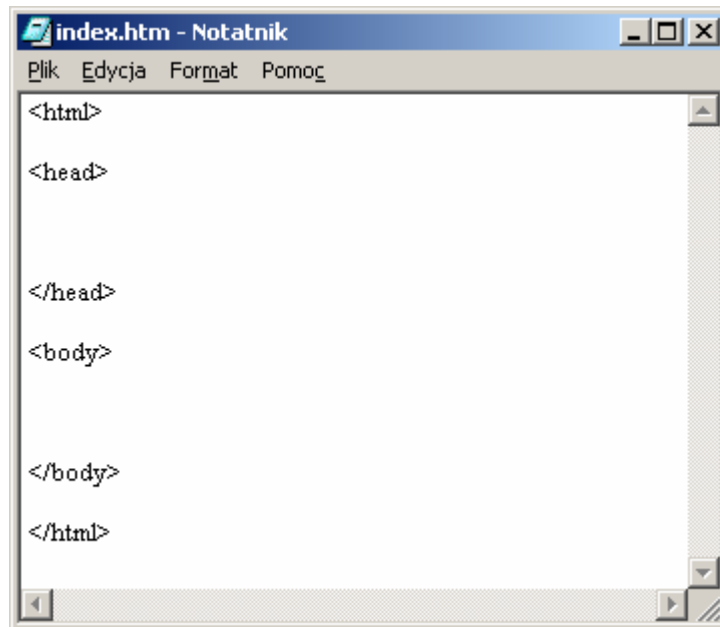 index.htm - Notatnik
Plik Edycja Format Pomoc
<html>
<head>
</head>
<body>
</body>
</html>